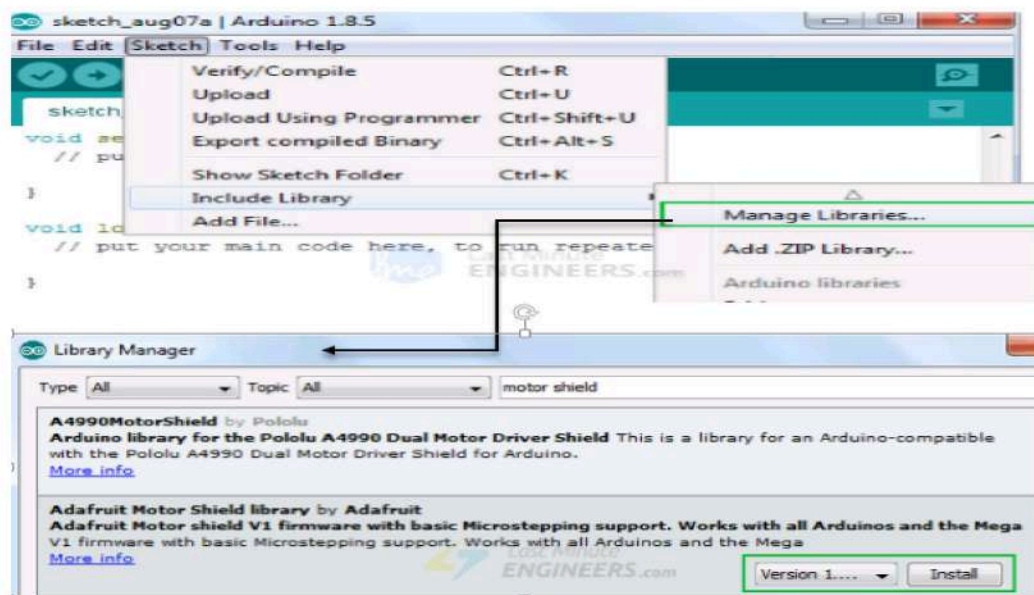 sketch_aug07a | Arduino 1.8.5
File Edit Sketch Tools Help
Verify/Compile Ctrl+R
Upload Ctrl+U
sketch
Upload Using Programmer Ctrl+Shift+U
void se
Export compiled Binary Ctrl+Alt+S
// pu
Show Sketch Folder Ctrl+K
}
Include Library
Manage Libraries...
Add File...
void lo
// put your main code here, to run repeate
Add .ZIP Library...
Last Minute
ENGINEERS.com
Arduino libraries
}
Library Manager
Type All Topic All motor shield
A4990MotorShield by Pololu
Arduino library for the Pololu A4990 Dual Motor Driver Shield This is a library for an Arduino-compatible
with the Pololu A4990 Dual Motor Driver Shield for Arduino.
More info
Adafruit Motor Shield library by Adafruit
Adafruit Motor shield V1 firmware with basic Microstepping support. Works with all Arduinos and the Mega
V1 firmware with basic Microstepping support. Works with all Arduinos and the Mega
More info
Last Minute
ENGINEERS.com
Version 1.... Install